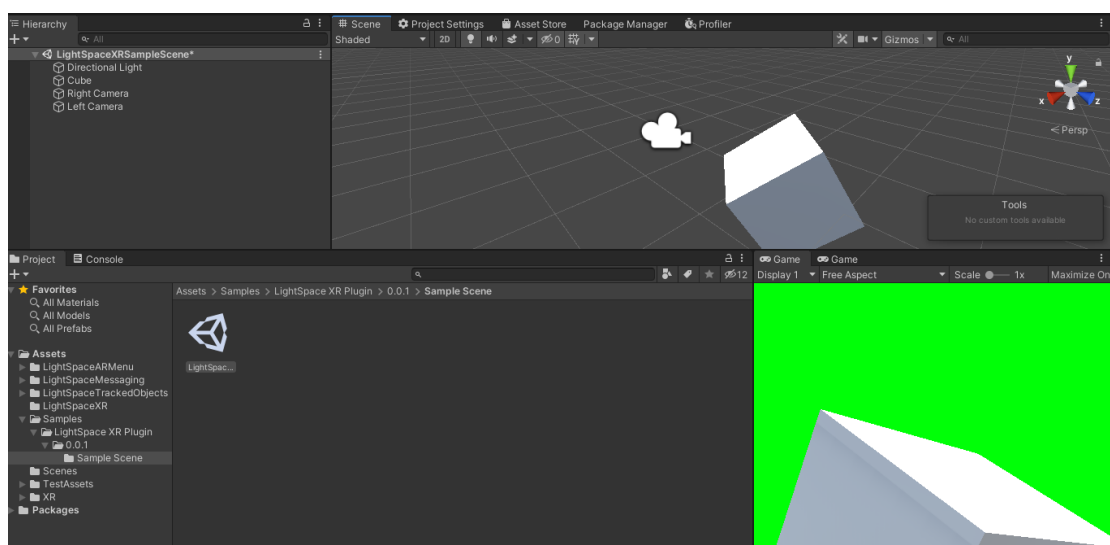 Hierarchy
All
LightSpaceXRSampleScene*
Directional Light
Cube
Right Camera
Left Camera
Scene Project Settings Asset Store Package Manager Profiler
Shaded 2D 0 Gizmos All
y
x z
Persp
Tools
No custom tools available
Project Console
12
Favorites
All Materials
All Models
All Prefabs
Assets
LightSpaceARMenu
LightSpaceMessaging
LightSpaceTrackedObjects
LightSpaceXR
Samples
LightSpace XR Plugin
0.0.1
Sample Scene
Scenes
TestAssets
XR
Packages
Assets > Samples > LightSpace XR Plugin > 0.0.1 > Sample Scene
LightSpac...
Game Game
Display 1 Free Aspect Scale 1x Maximize On